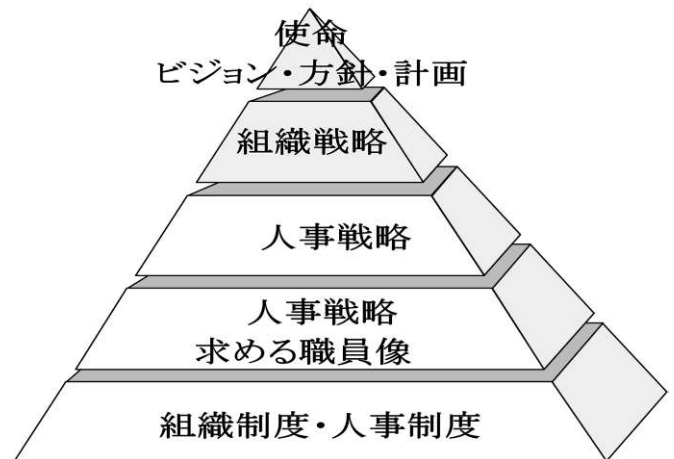 使命
ビジョン・方針・計画
組織戦略
人事戦略
人事戦略
求める職員像
組織制度・人事制度